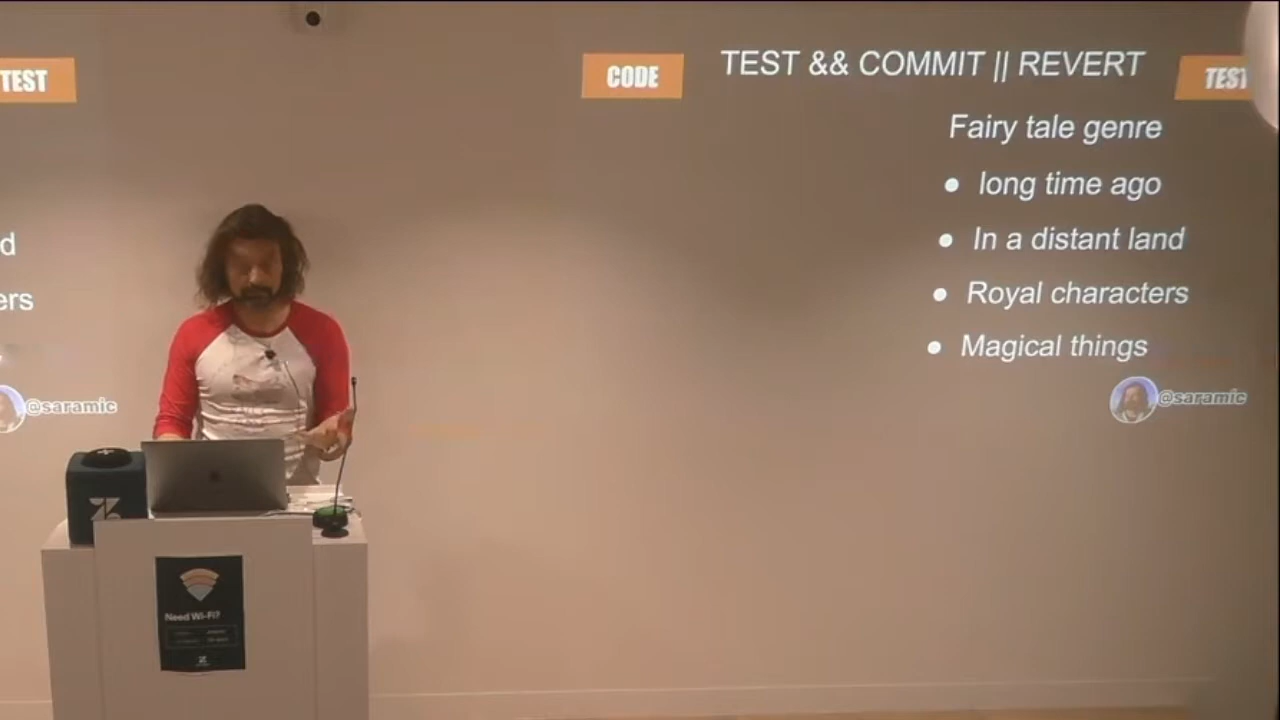 TEST
d
ers
@saramic
CODE
TEST && COMMIT || REVERT
TEST
Fairy tale genre
● long time ago
● In a distant land
● Royal characters
● Magical things
@saramic
Need Wi-Fi?